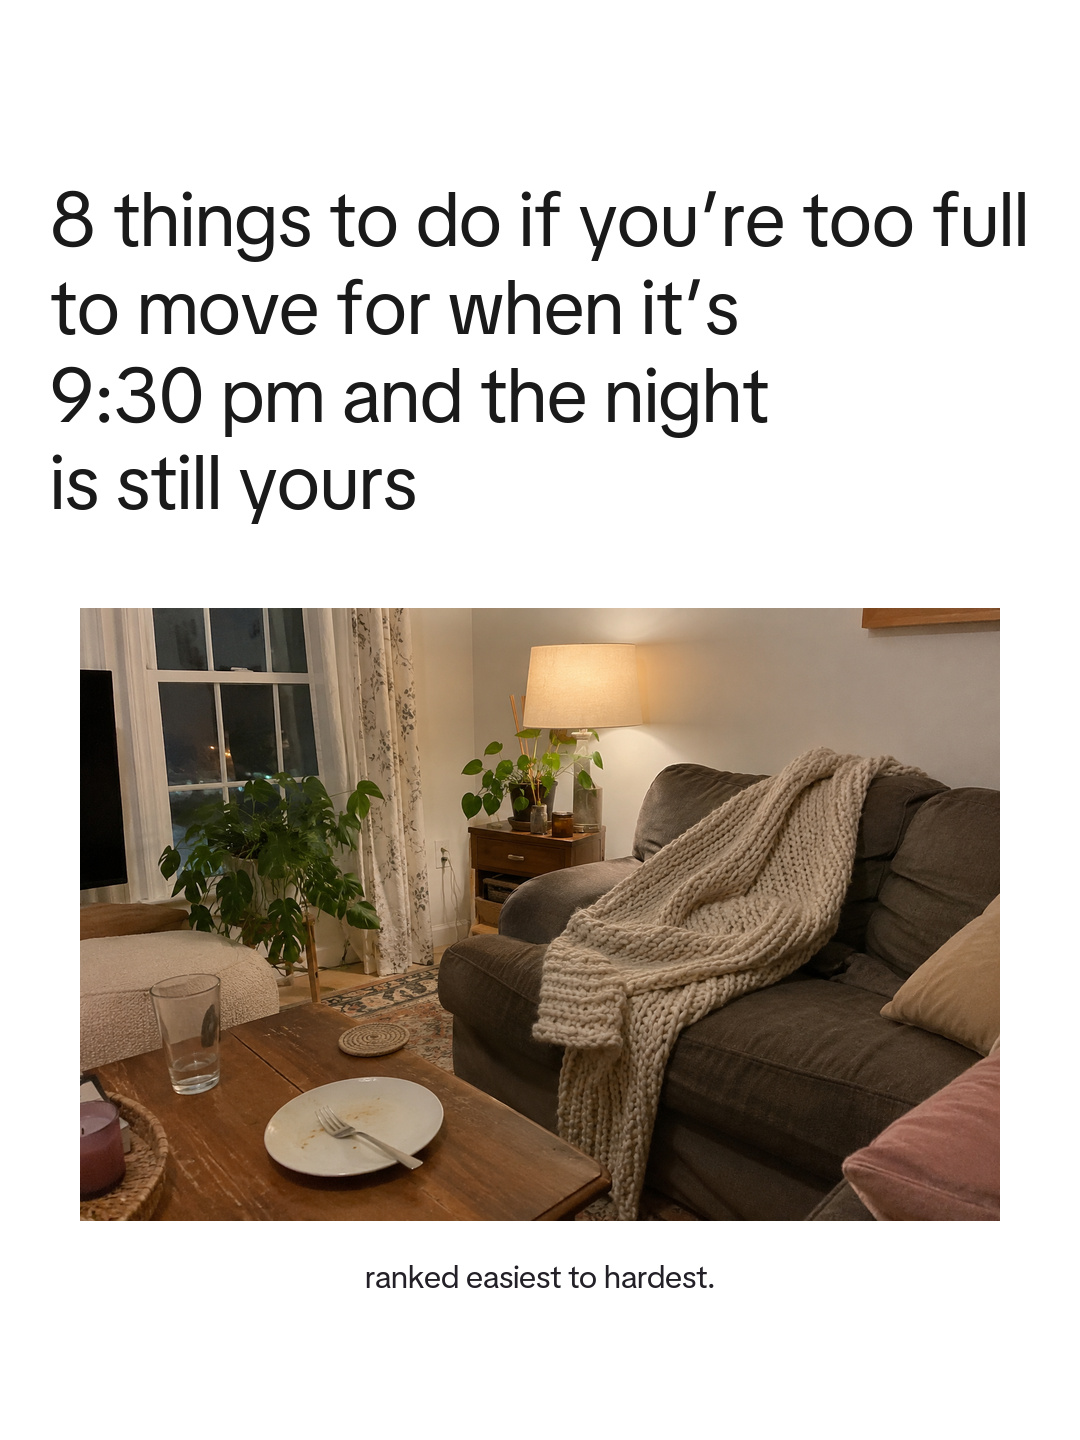 8 things to do if you’re too full
to move for when it’s
9:30 pm and the night
is still yours
ranked easiest to hardest.